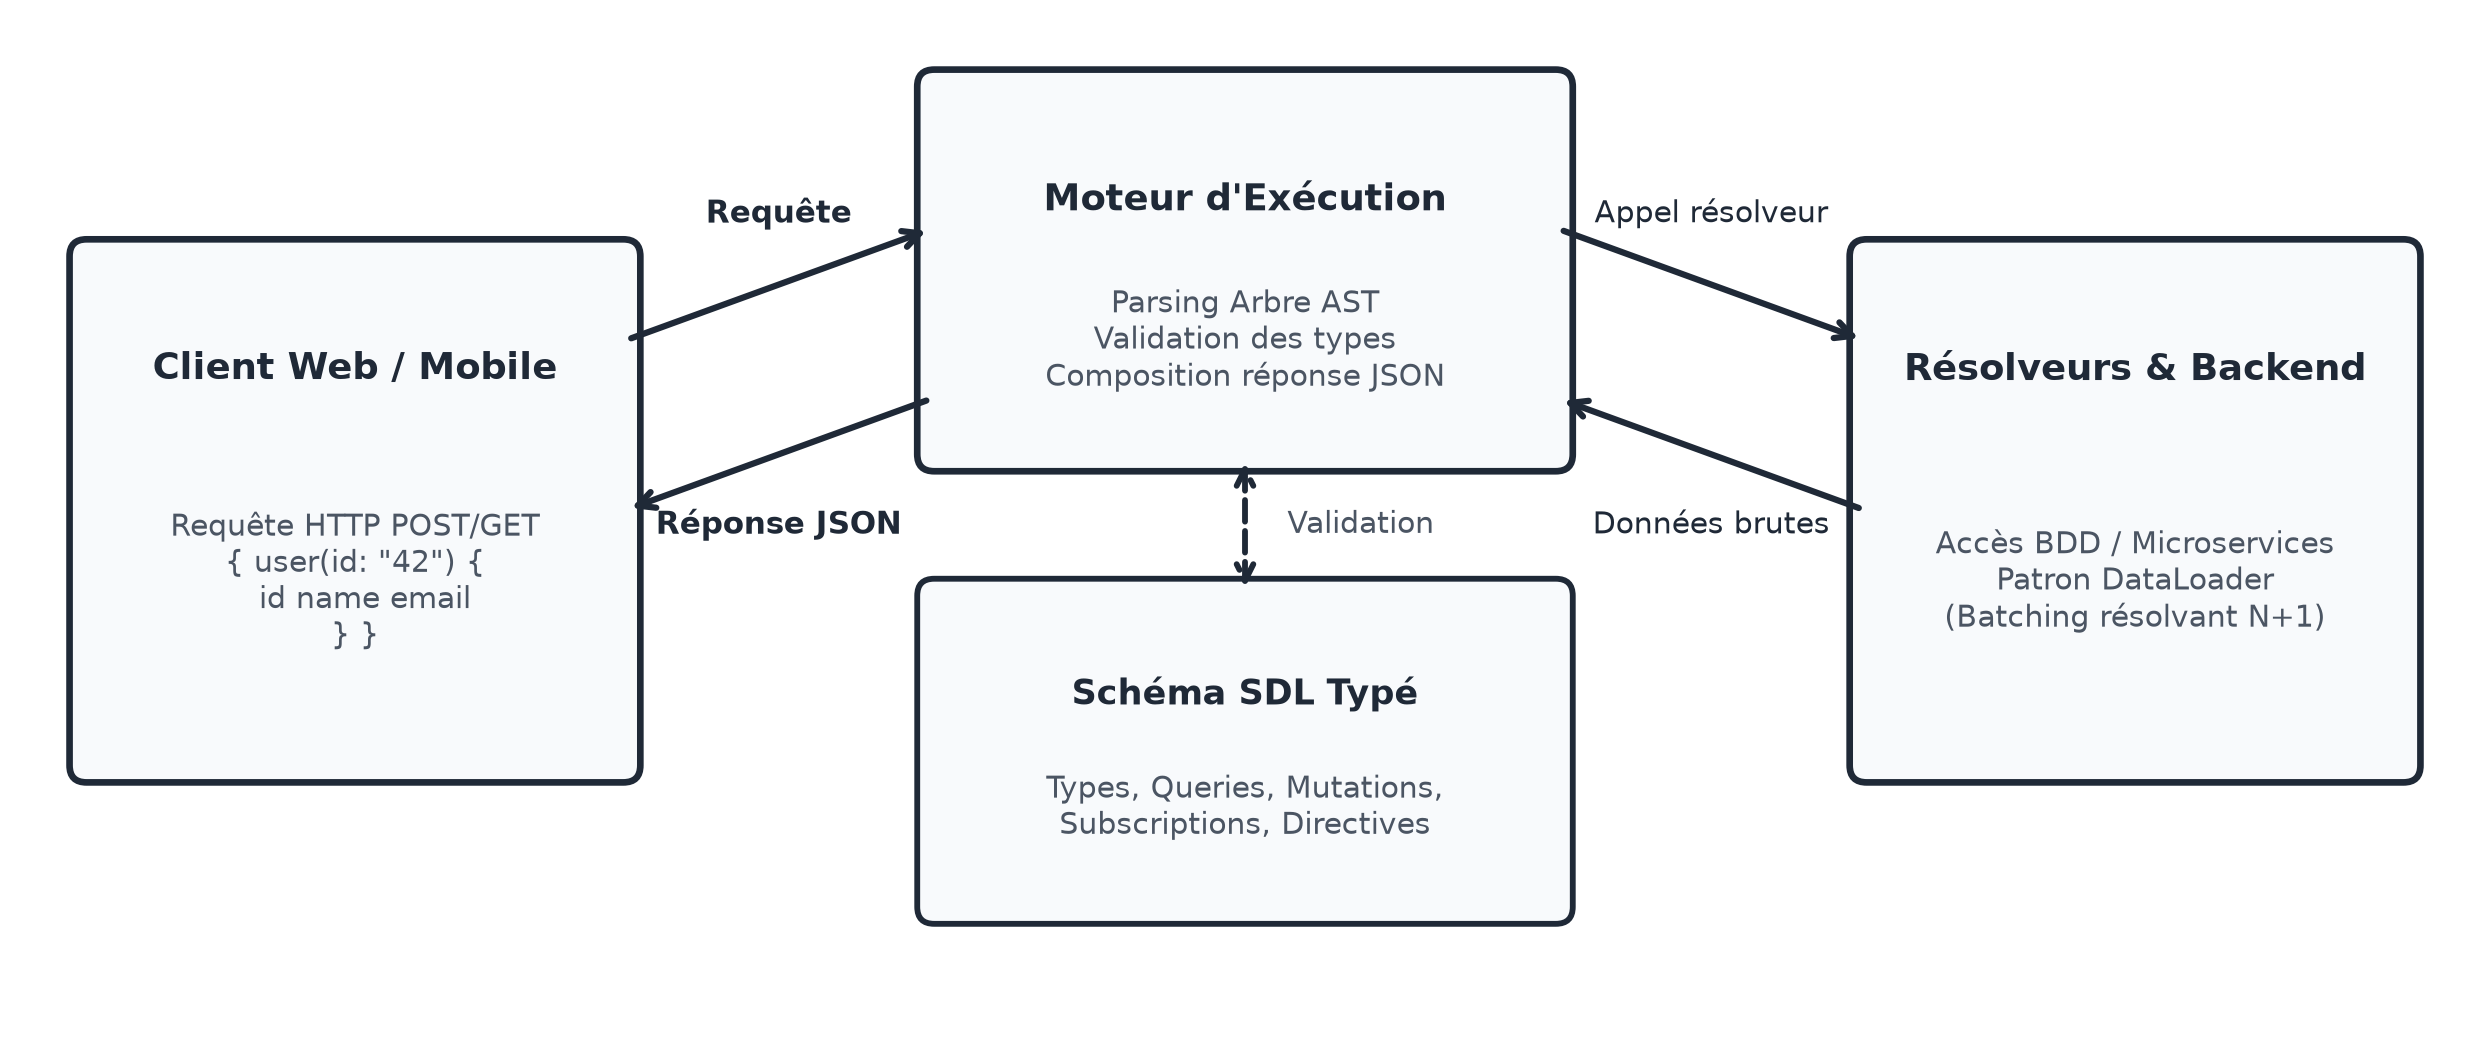 Client Web / Mobile
Requête HTTP POST/GET
{ user(id: "42") {
id name email
} }
Requête
Réponse JSON
Moteur d'Exécution
Parsing Arbre AST
Validation des types
Composition réponse JSON
Validation
Schéma SDL Typé
Types, Queries, Mutations,
Subscriptions, Directives
Appel résolveur
Données brutes
Résolveurs & Backend
Accès BDD / Microservices
Patron DataLoader
(Batching résolvant N+1)